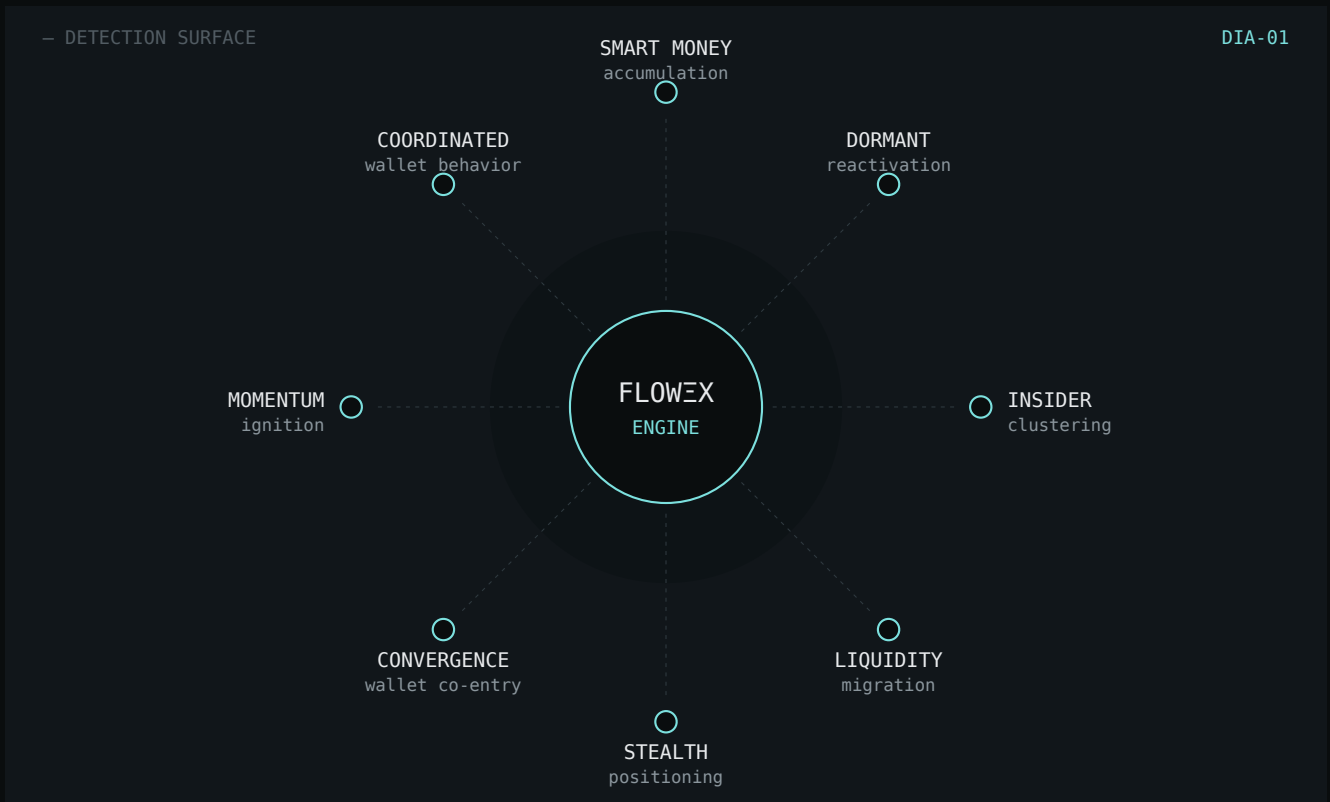 — DETECTION SURFACE
DIA-01
SMART MONEY
accumulation
COORDINATED
wallet behavior
DORMANT
reactivation
MOMENTUM
ignition
FLOWΞX
ENGINE
INSIDER
clustering
CONVERGENCE
wallet co-entry
LIQUIDITY
migration
STEALTH
positioning